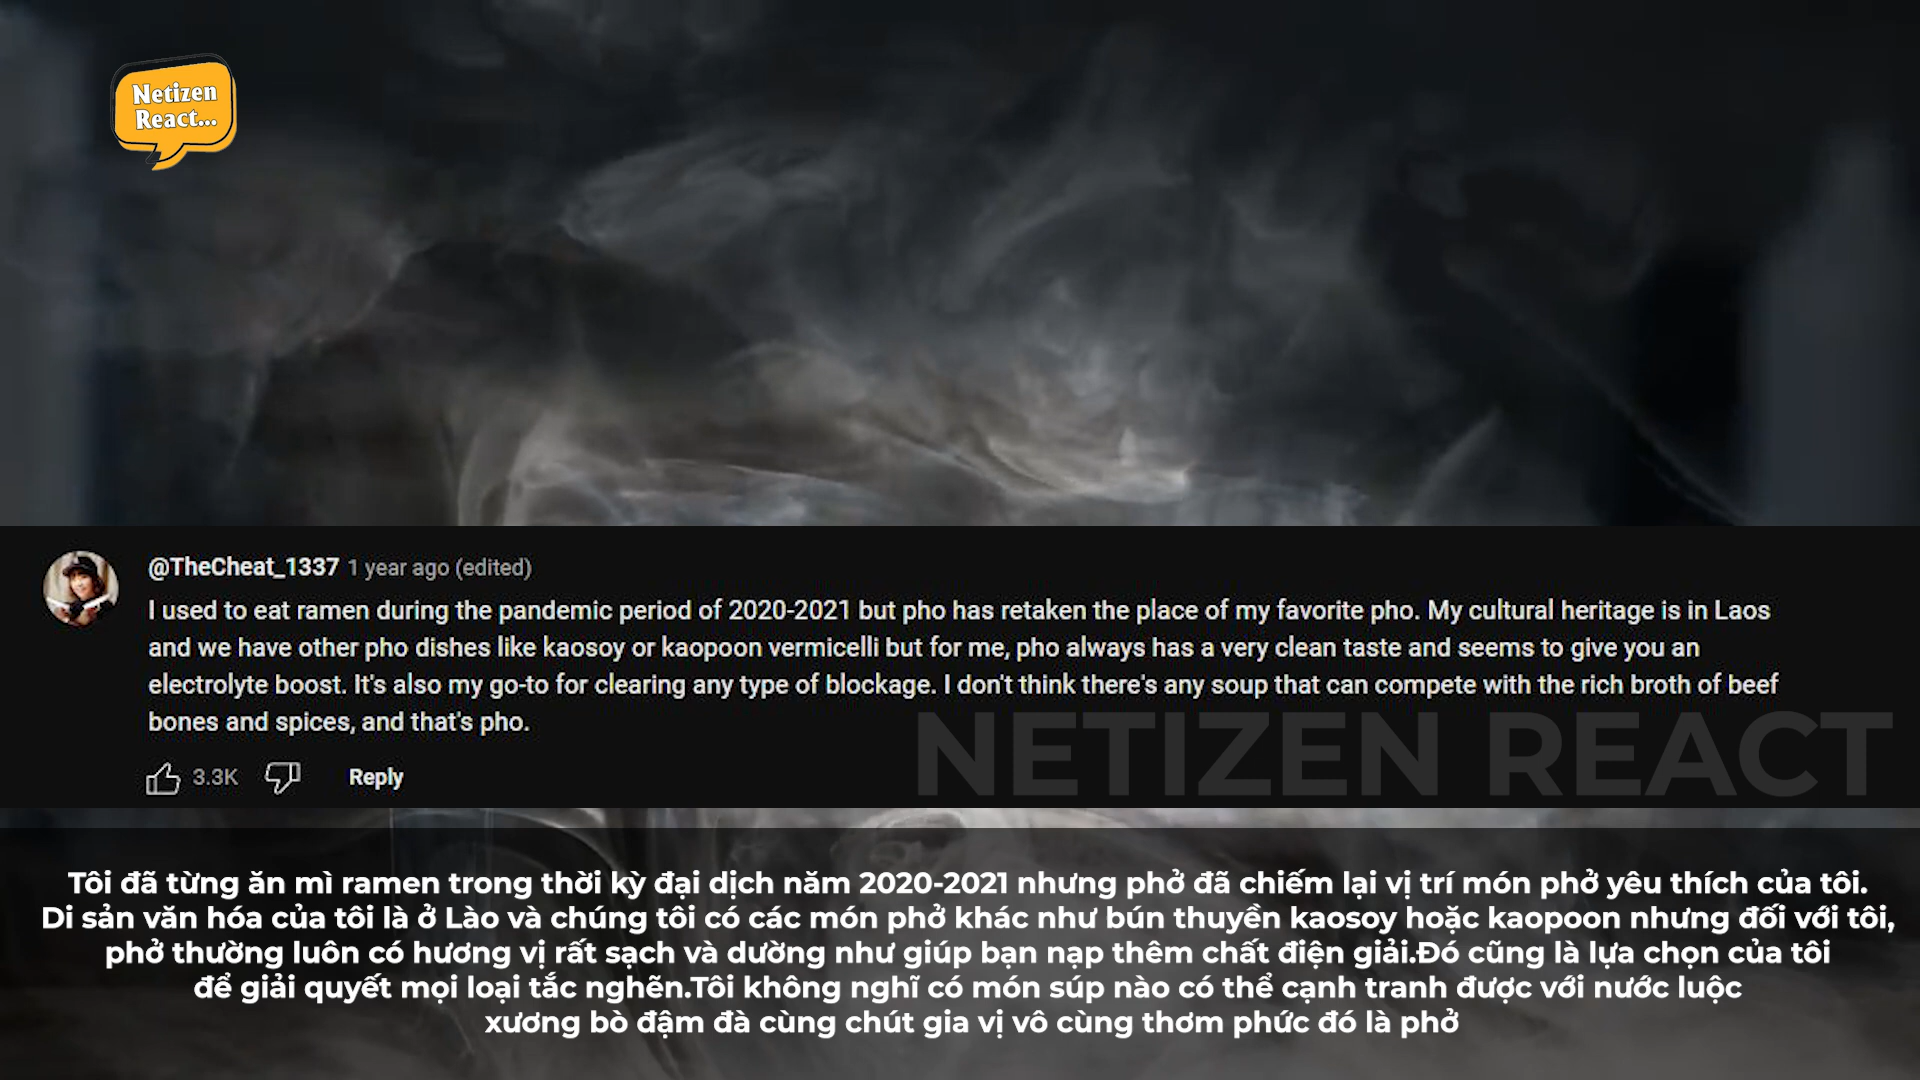 Netizen
React...
@TheCheat_1337 1 year ago (edited)
I used to eat ramen during the pandemic period of 2020-2021 but pho has retaken the place of my favorite pho. My cultural heritage is in Laos
and we have other pho dishes like kaosoy or kaopoon vermicelli but for me, pho always has a very clean taste and seems to give you an
electrolyte boost. It's also my go-to for clearing any type of blockage. I don't think there's any soup that can compete with the rich broth of beef
bones and spices, and that's pho.
NETIZEN REACT
3.3K Reply
Tôi đã từng ăn mì ramen trong thời kỳ đại dịch năm 2020-2021 nhưng phở đã chiếm lại vị trí món phở yêu thích của tôi.
Di sản văn hóa của tôi là ở Lào và chúng tôi có các món phở khác như bún thuyền kaosoy hoặc kaopoon nhưng đối với tôi,
phở thường luôn có hương vị rất sạch và dường như giúp bạn nạp thêm chất điện giải.Đó cũng là lựa chọn của tôi
để giải quyết mọi loại tắc nghẽn.Tôi không nghĩ có món súp nào có thể cạnh tranh được với nước luộc
xương bò đậm đà cùng chút gia vị vô cùng thơm phức đó là phở